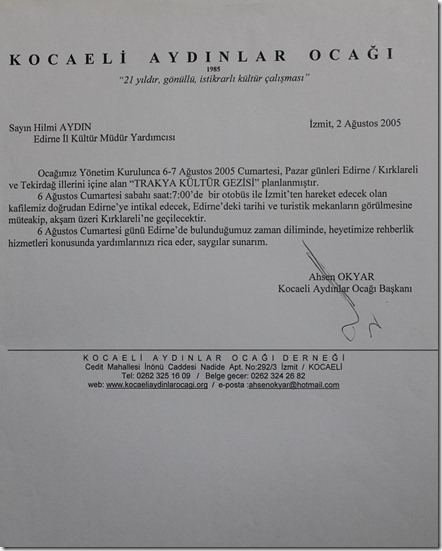 KOCAELİ AYDINLAR OCAĞI
1985
“21 yıldır, gönüllü, istikrarlı kültür çalışması”
Sayın Hilmi AYDIN İzmit, 2 Ağustos 2005
Edirne İl Kültür Müdür Yardımcısı
Ocağımız Yönetim Kurulunca 6-7 Ağustos 2005 Cumartesi, Pazar günleri Edirne / Kırklareli
ve Tekirdağ illerini içine alan “TRAKYA KÜLTÜR GEZİSİ” planlanmıştır.
6 Ağustos Cumartesi sabahı saat:7:00’de bir otobüs ile İzmit’ten hareket edecek olan
kafilemiz doğrudan Edirne’ye intikal edecek, Edirne’deki tarihi ve turistik mekanların görülmesine
müteakip, akşam üzeri Kırklareli’ne geçilecektir.
6 Ağustos Cumartesi günü Edirne’de bulunduğumuz zaman diliminde, heyetimize rehberlik
hizmetleri konusunda yardımlarınızı rica eder, saygılar sunarım.
Ahsen OKYAR
Kocaeli Aydınlar Ocağı Başkanı
KOCAELİ AYDINLAR OCAĞI DERNEĞİ
Cedit Mahallesi İnönü Caddesi Nadide Apt. No:292/3 İzmit / KOCAELİ
Tel: 0262 325 16 09 / Belge geçer: 0262 324 26 82
web: www.kocaeliaydinlarocagi.org / e-posta :ahsenokyar@hotmail.com